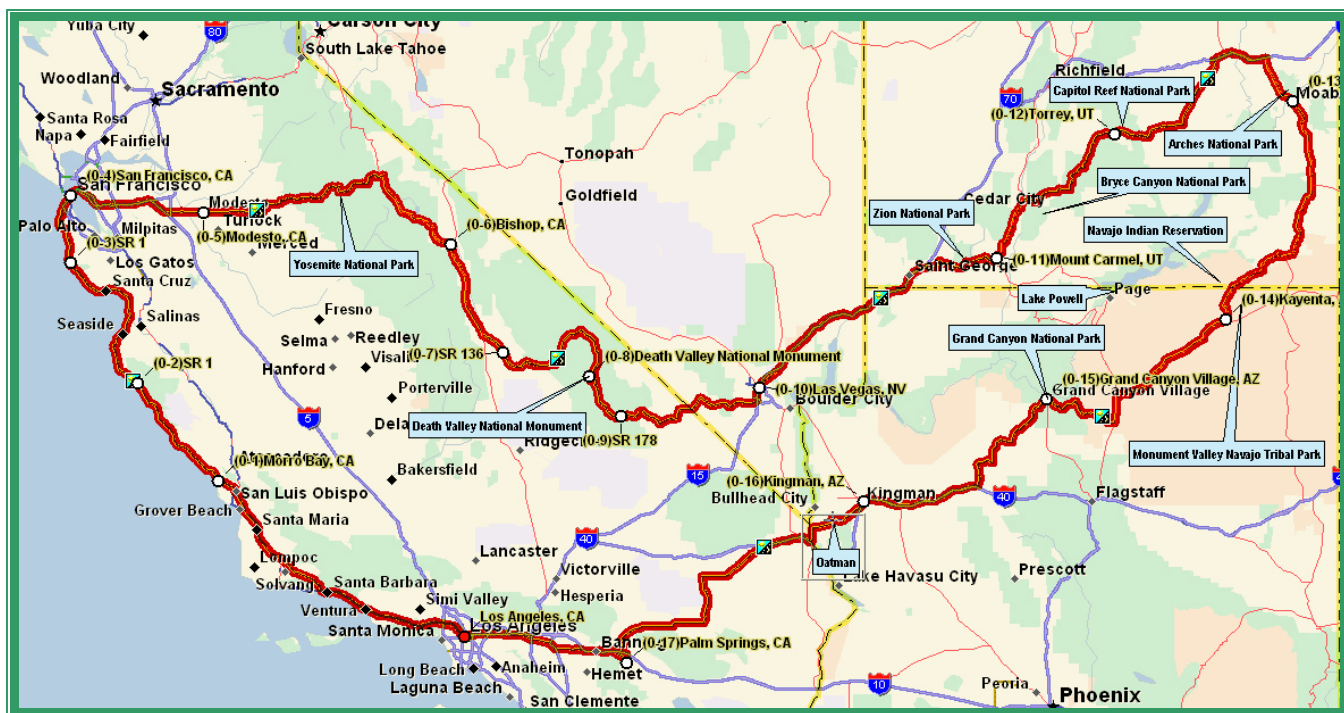 Yuba City
80
Carson City
South Lake Tahoe
Woodland
Sacramento
Santa Rosa
Napa
Fairfield
Richfield
70
Capitol Reef National Park
(0-13
Moab
(0-12)Torrey, UT
Arches National Park
Tonopah
Goldfield
(0-4)San Francisco, CA
San Francisco
Modesto
Turlock
(0-5)Modesto, CA
Merced
Palo Alto
Milpitas
(0-3)SR 1
Los Gatos
Yosemite National Park
(0-6)Bishop, CA
Bryce Canyon National Park
Cedar City
Zion National Park
Navajo Indian Reservation
(0-11)Mount Carmel, UT
Saint George
Santa Cruz
Salinas
Seaside
Lake Powell
Page
(0-14)Kayenta,
Fresno
Selma
Reedley
Visali
Hanford
(0-7)SR 136
(0-8)Death Valley National Monument
Grand Canyon National Park
(0-2)SR 1
Porterville
Dela
5
(0-15)Grand Canyon Village, AZ
Grand Canyon Village
(0-10)Las Vegas, NV
Boulder City
Death Valley National Monument
(0-9)SR 178
Ridgec
Monument Valley Navajo Tribal Park
(0-1)Morro Bay, CA
Bakersfield
15
(0-16)Kingman, AZ
Kingman
Bullhead City
40
Flagstaff
San Luis Obispo
Grover Beach
Santa Maria
Lompoc
Solvang
Santa Barbara
Ventura
Simi Valley
Lancaster
40
Victorville
Hesperia
Oatman
Lake Havasu City
Prescott
Los Angeles, CA
Los Angeles
Santa Monica
Long Beach
Anaheim
Laguna Beach
San Clemente
Bannin
(0-17)Palm Springs, CA
Hemet
10
Peoria
Phoenix